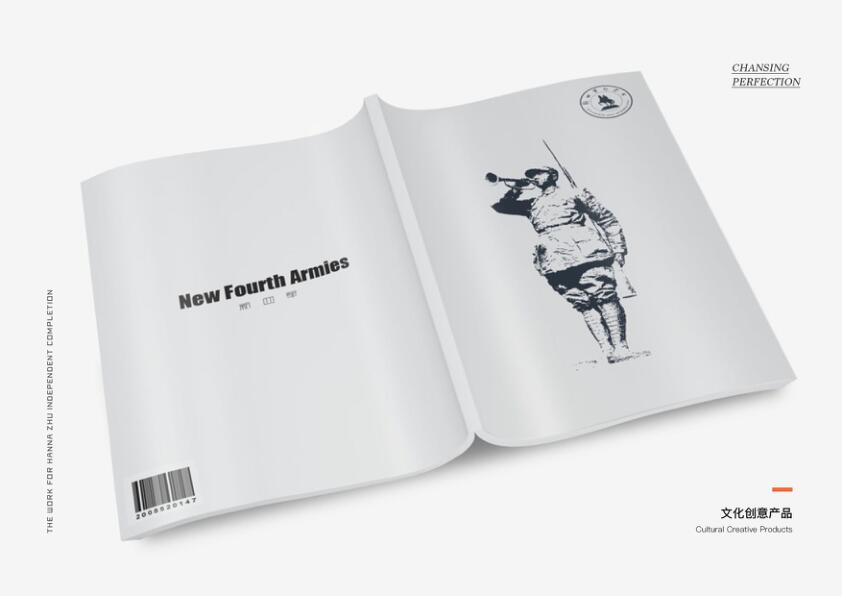 CHANSING
PERFECTION
New Fourth Armies
新四军
2008520147
THE WORK FOR HANNA ZHU INDEPENDENT COMPLETION
文化创意产品
Cultural Creative Products